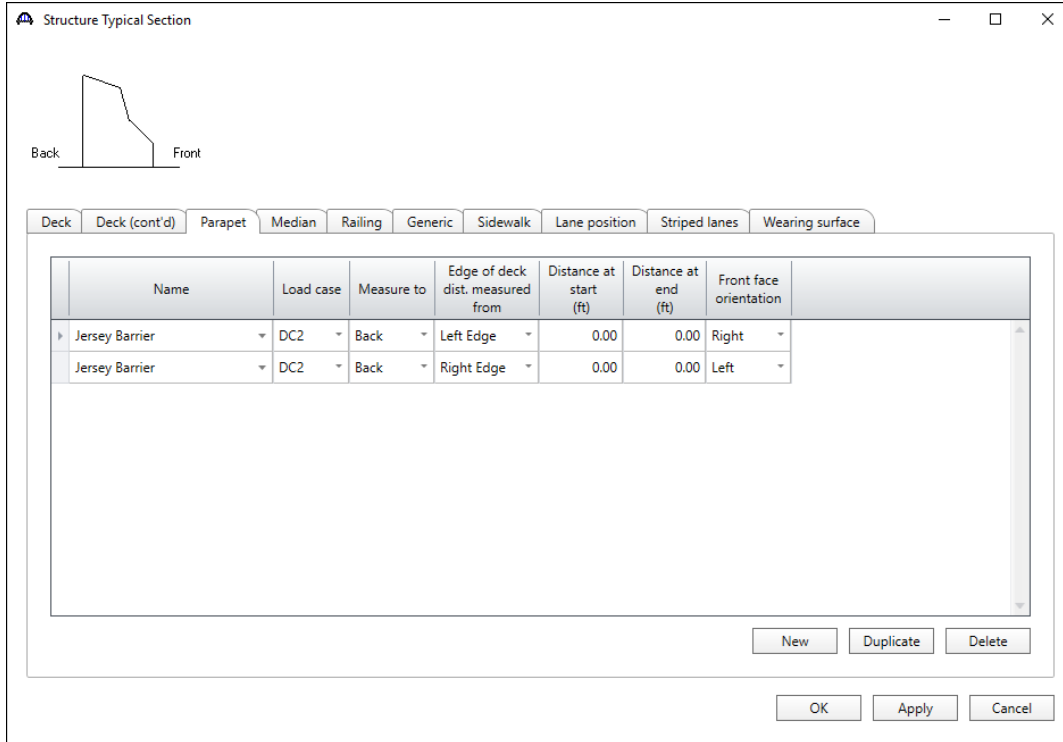 Structure Typical Section
Back Front
Deck Deck (cont'd) Parapet Median Railing Generic Sidewalk Lane position Striped lanes Wearing surface
Name Load case Measure to Edge of deck dist. measured from Distance at start (ft) Distance at end (ft) Front face orientation
Jersey Barrier DC2 Back Left Edge 0.00 0.00 Right
Jersey Barrier DC2 Back Right Edge 0.00 0.00 Left
New Duplicate Delete
OK Apply Cancel